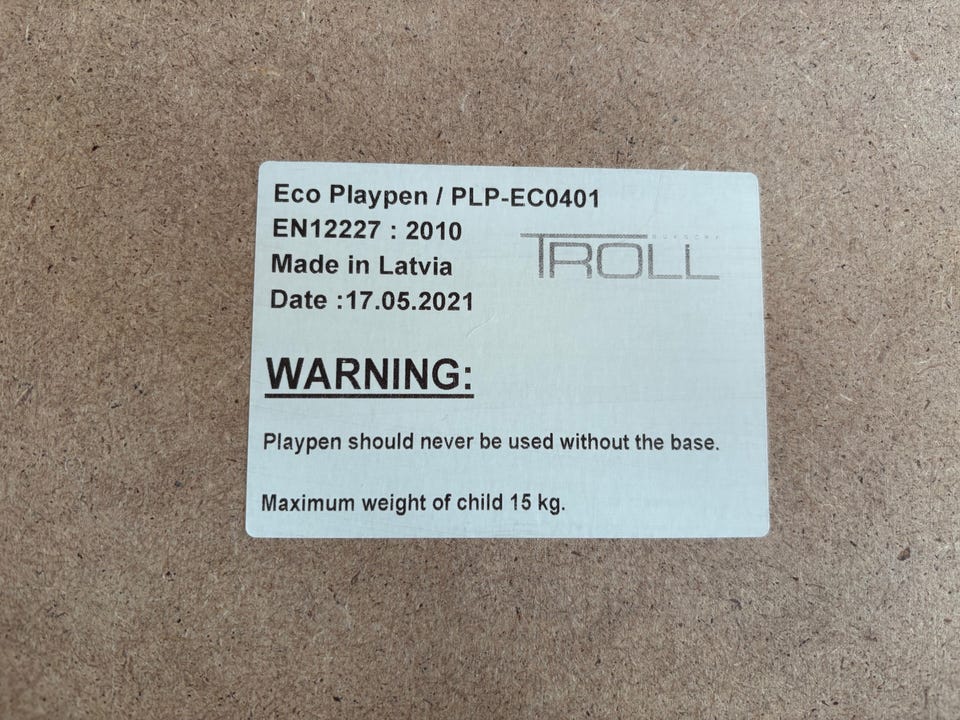 Eco Playpen / PLP-EC0401
EN12227 : 2010
Made in Latvia
Date :17.05.2021
NURSERY
TROLL
WARNING:
Playpen should never be used without the base.
Maximum weight of child 15 kg.